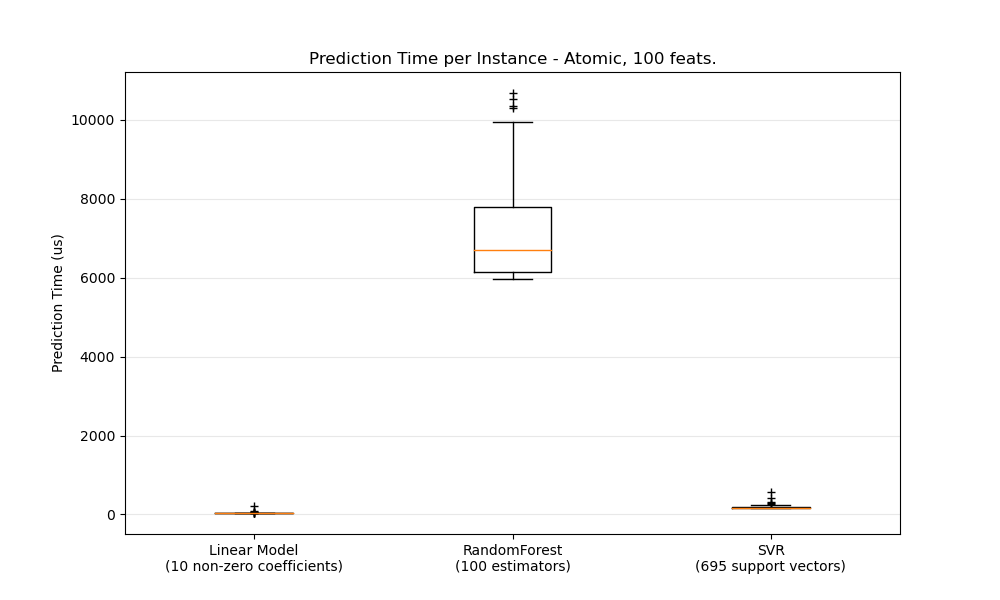 Prediction Time per Instance - Atomic, 100 feats.
Prediction Time (us)
10000
8000
6000
4000
2000
0
Linear Model
(10 non-zero coefficients)
RandomForest
(100 estimators)
SVR
(695 support vectors)